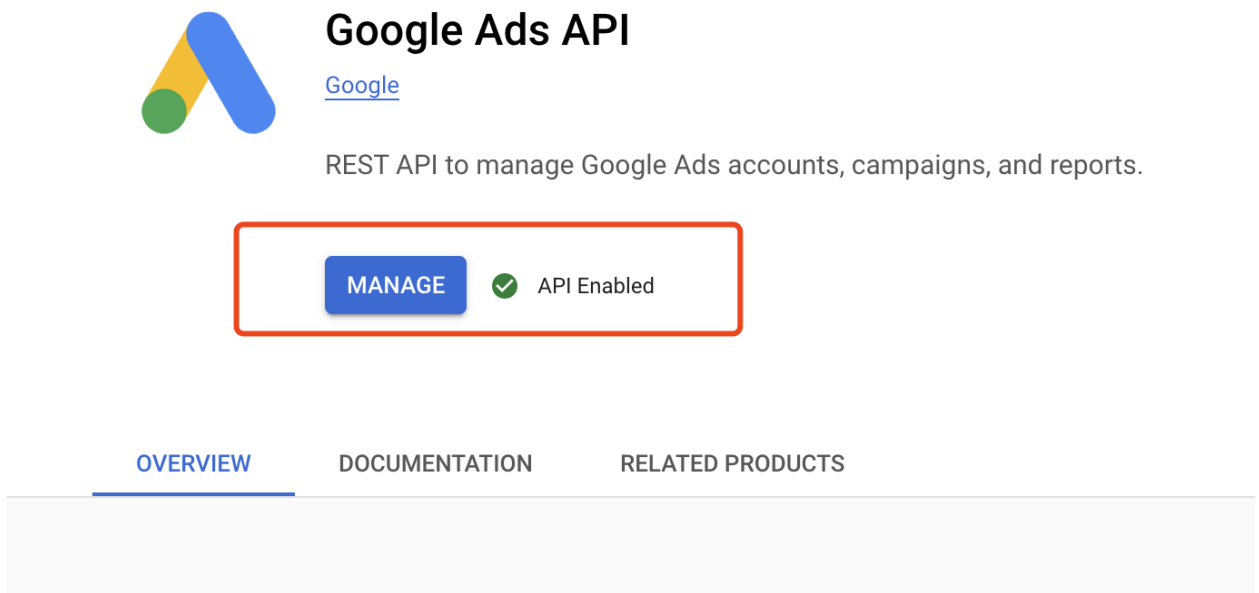 Google Ads API
Google
REST API to manage Google Ads accounts, campaigns, and reports.
MANAGE API Enabled
OVERVIEW DOCUMENTATION RELATED PRODUCTS